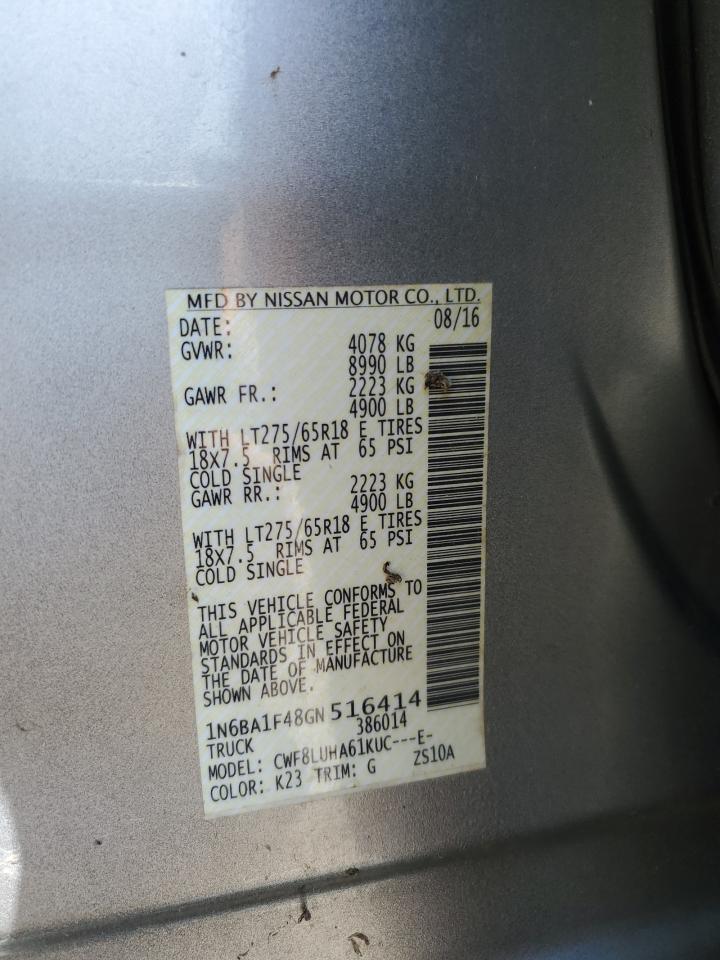 MFD BY NISSAN MOTOR CO., LTD.
DATE: 08/16
GVWR: 4078 KG
8990 LB
GAWR FR.: 2223 KG
4900 LB
WITH LT275/65R18 E TIRES
18X7.5 RIMS AT 65 PSI
COLD SINGLE
GAWR RR.: 2223 KG
4900 LB
WITH LT275/65R18 E TIRES
18X7.5 RIMS AT 65 PSI
COLD SINGLE
THIS VEHICLE CONFORMS TO
ALL APPLICABLE FEDERAL
MOTOR VEHICLE SAFETY
STANDARDS IN EFFECT ON
THE DATE OF MANUFACTURE
SHOWN ABOVE.
1N6BA1F48GN516414
TRUCK 386014
MODEL: CWF8LUHA61KUC---E-
COLOR: K23 TRIM: G ZS10A